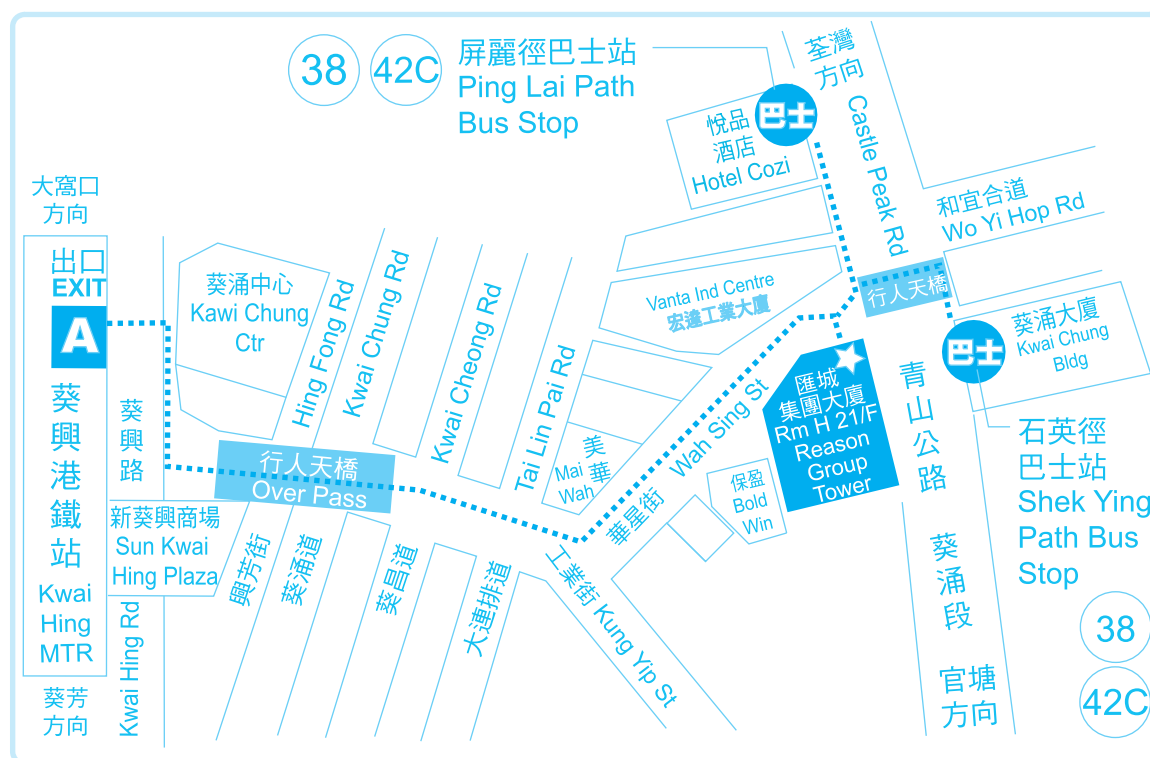 38
42C
屏麗徑巴士站
Ping Lai Path
Bus Stop
荃灣
方向
Castle Peak Rd
巴士
悅品
酒店
Hotel Cozi
和宜合道
Wo Yi Hop Rd
大窩口
方向
出口
EXIT
A
葵興港鐵站
Kwai
Hing
MTR
葵芳
方向
葵興路
Kwai Hing Rd
葵涌中心
Kawi Chung
Ctr
Hing Fong Rd
Kwai Chung Rd
Kwai Cheong Rd
Tai Lin Pai Rd
行人天橋
Over Pass
新葵興商場
Sun Kwai
Hing Plaza
興芳街
葵涌道
葵昌道
大連排道
工業街 Kung Yip St
Vanta Ind Centre
宏達工業大廈
美華
Mai
Wah
華星街
Wah Sing St
保盈
Bold
Win
匯城
集團大廈
Rm H 21/F
Reason
Group
Tower
行人天橋
葵涌大廈
Kwai Chung
Bldg
巴士
青山公路
葵涌段
官塘
方向
石英徑
巴士站
Shek Ying
Path Bus
Stop
38
42C